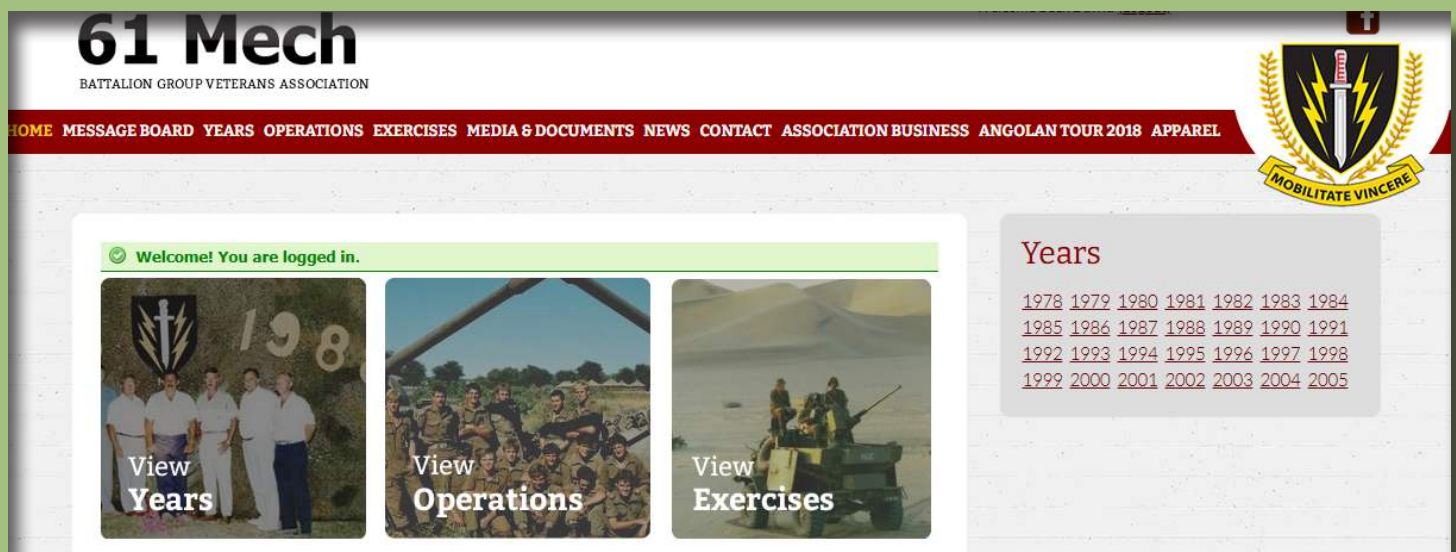 61 Mech
BATTALION GROUP VETERANS ASSOCIATION
HOME MESSAGE BOARD YEARS OPERATIONS EXERCISES MEDIA & DOCUMENTS NEWS CONTACT ASSOCIATION BUSINESS ANGOLAN TOUR 2018 APPAREL
MOBILITATE VINCERE
Welcome! You are logged in.
198
View
Years
View
Operations
View
Exercises
Years
1978 1979 1980 1981 1982 1983 1984
1985 1986 1987 1988 1989 1990 1991
1992 1993 1994 1995 1996 1997 1998
1999 2000 2001 2002 2003 2004 2005